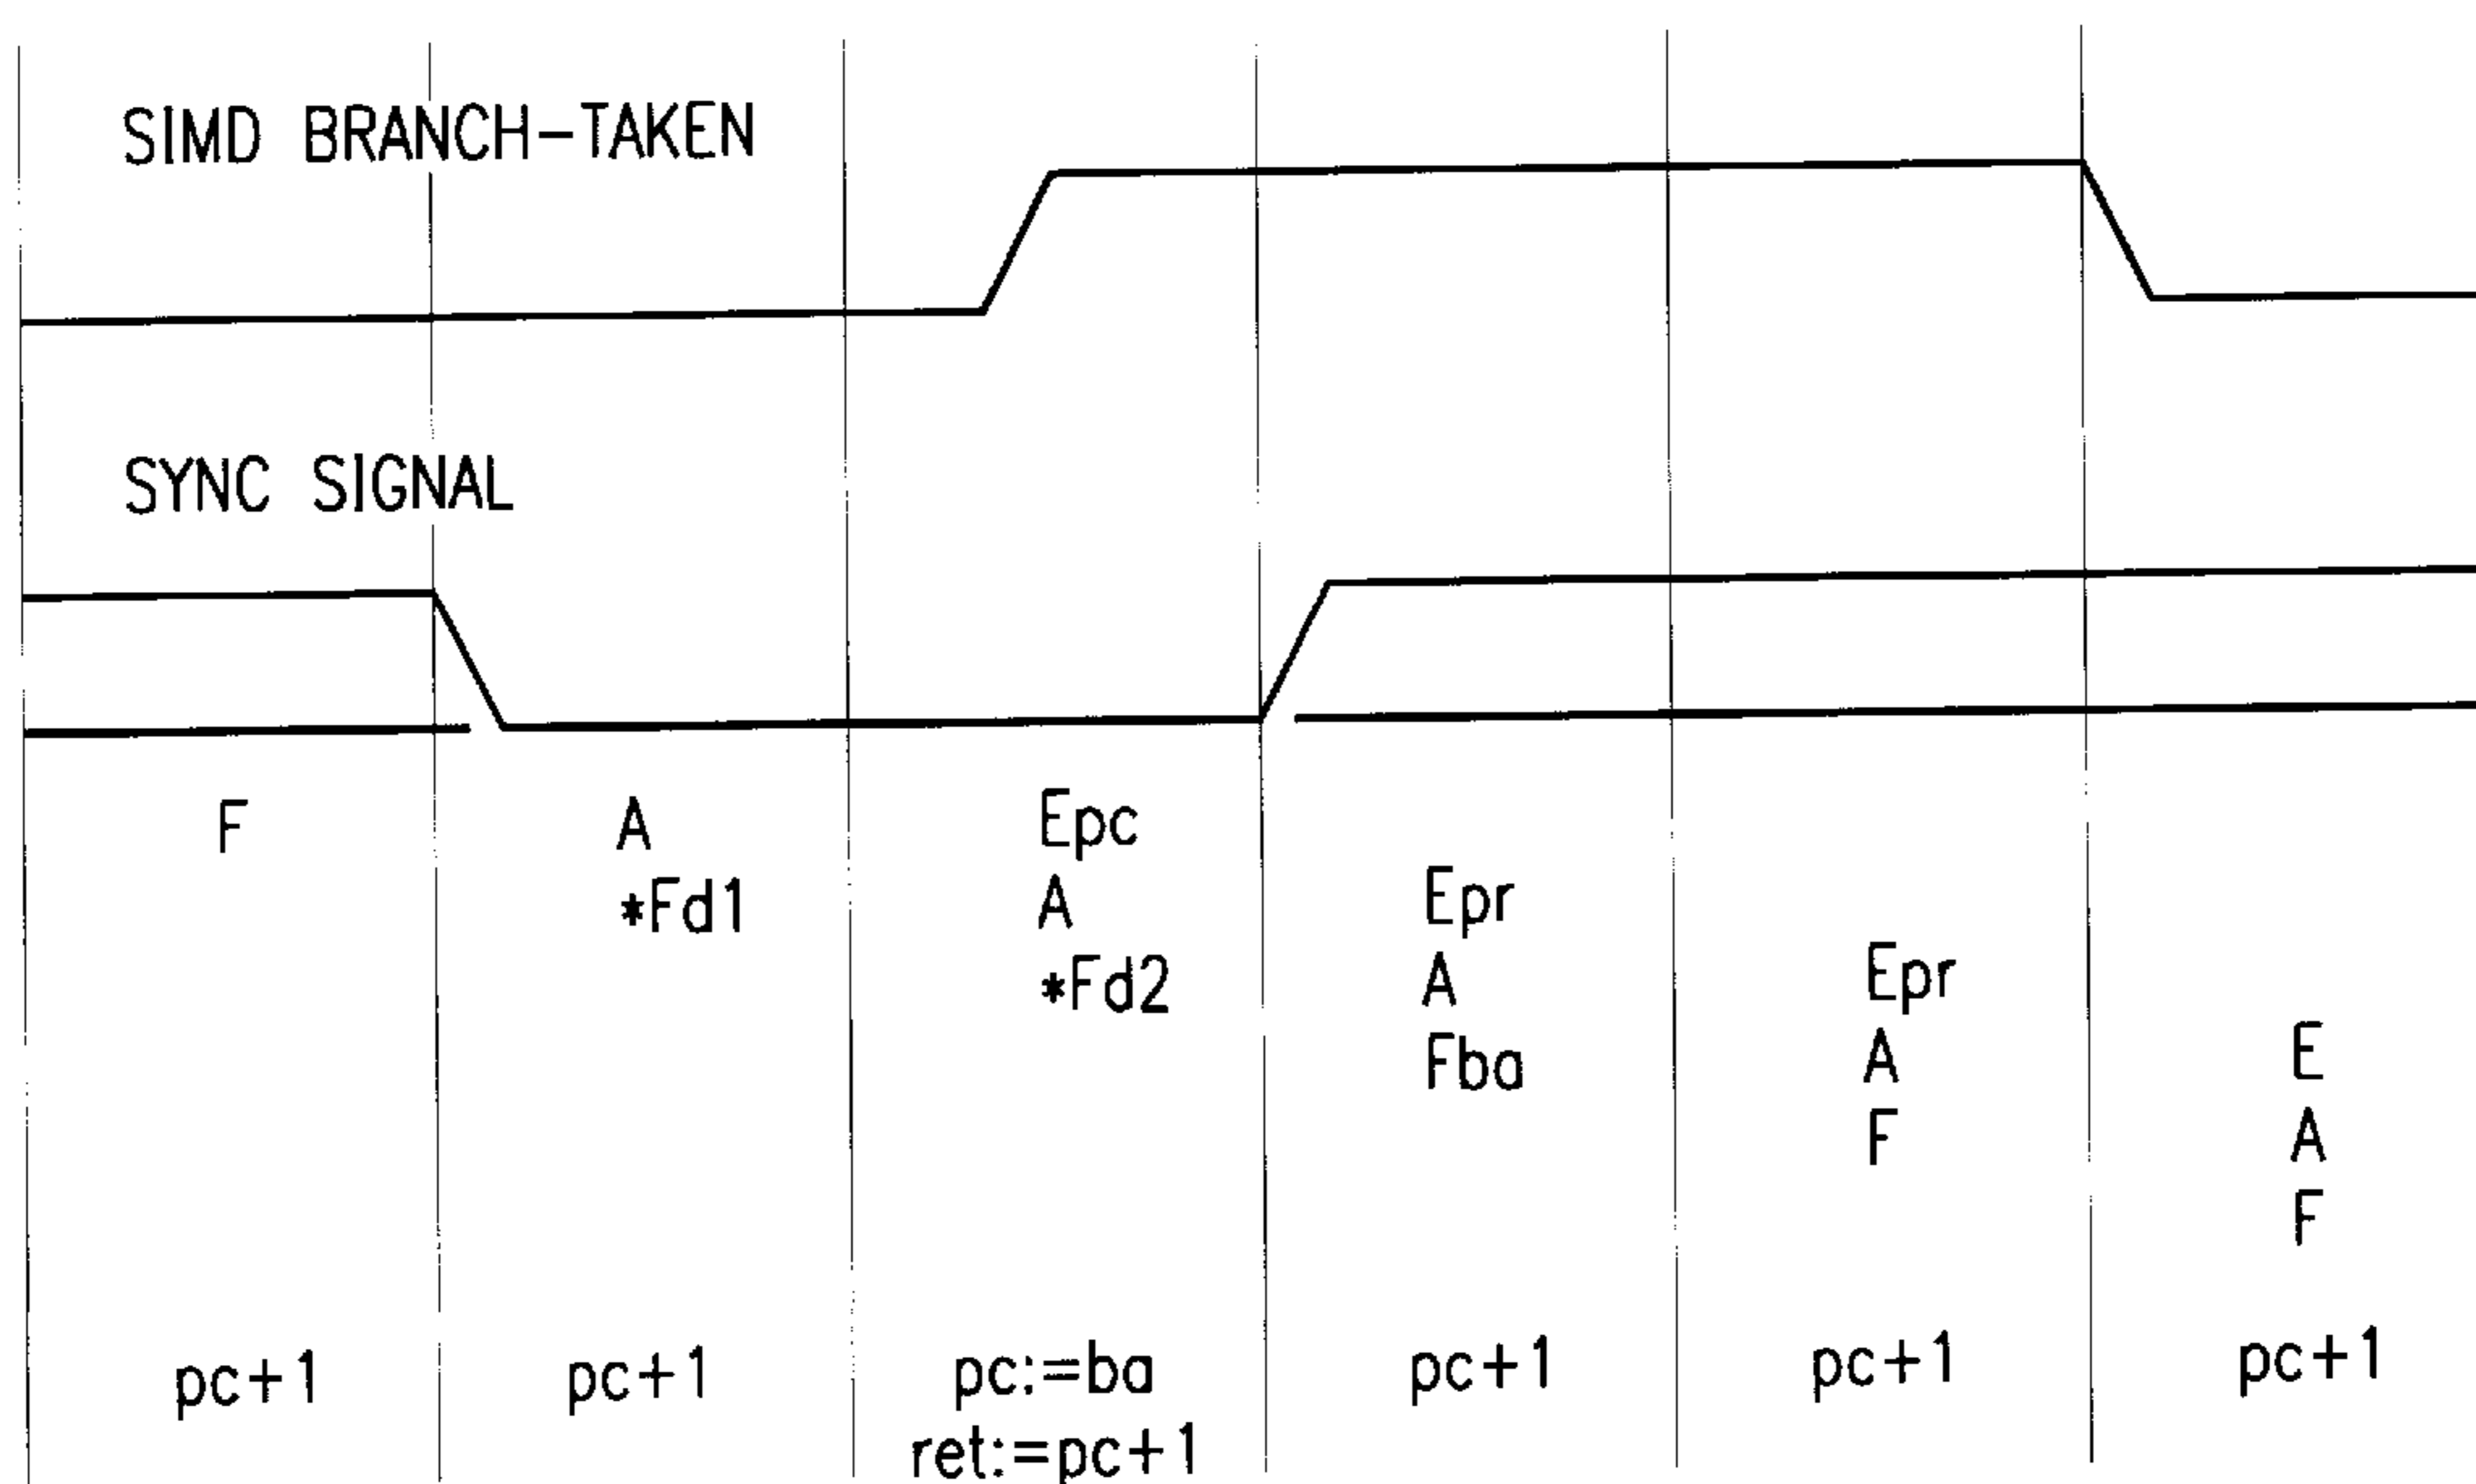 SIMD BRANCH-TAKEN
SYNC SIGNAL
F
A
*Fd1
Epc
A
*Fd2
Epr
A
Fba
Epr
A
F
E
A
F
pc+1
pc+1
pc:=ba
ret:=pc+1
pc+1
pc+1
pc+1